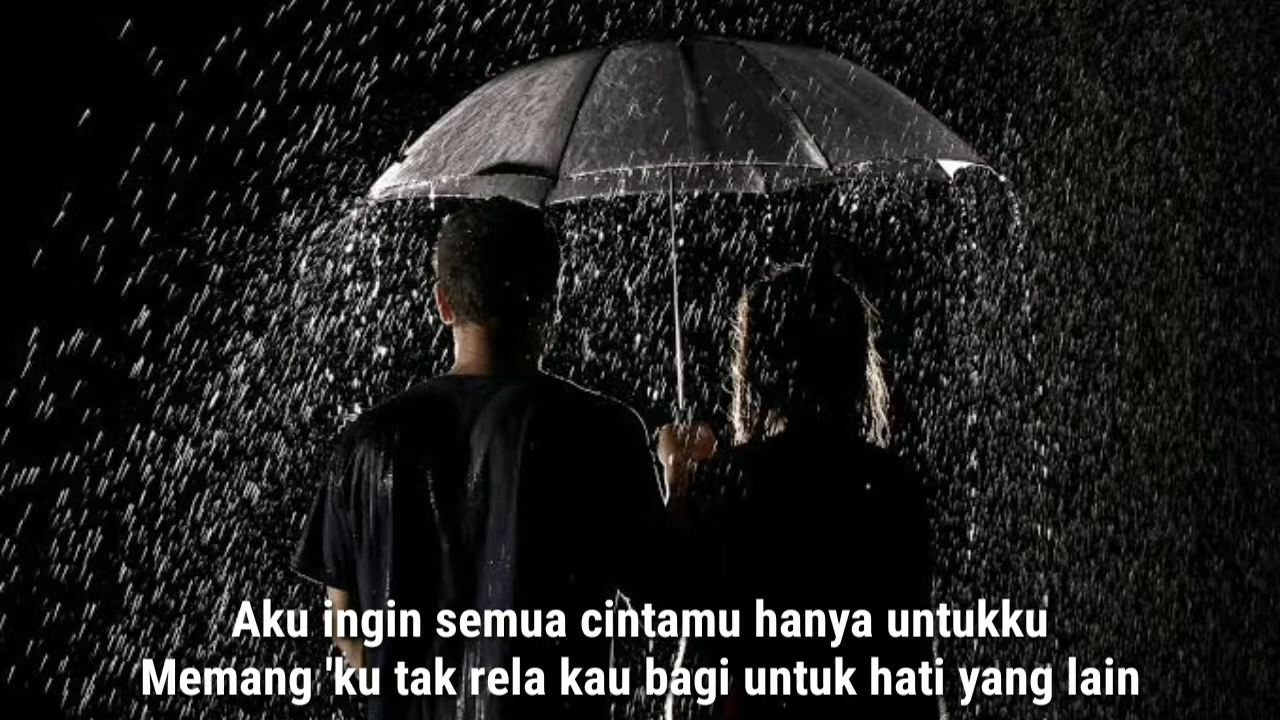 Aku ingin semua cintamu hanya untukku
Memang 'ku tak rela kau bagi untuk hati yang lain